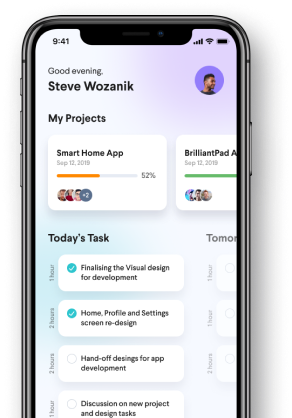 9:41
Good evening,
Steve Wozanik
My Projects
Smart Home App
Sep 12, 2019
52%
+2
BrilliantPad A
Sep 12, 2019
Today's Task
Tomor
1 hour
Finalising the Visual design
for development
1 hour
2 hours
Home, Profile and Settings
screen re-design
1 hour
2 hours
Hand-off desings for app
development
2 hours
1 hour
Discussion on new project
and design tasks